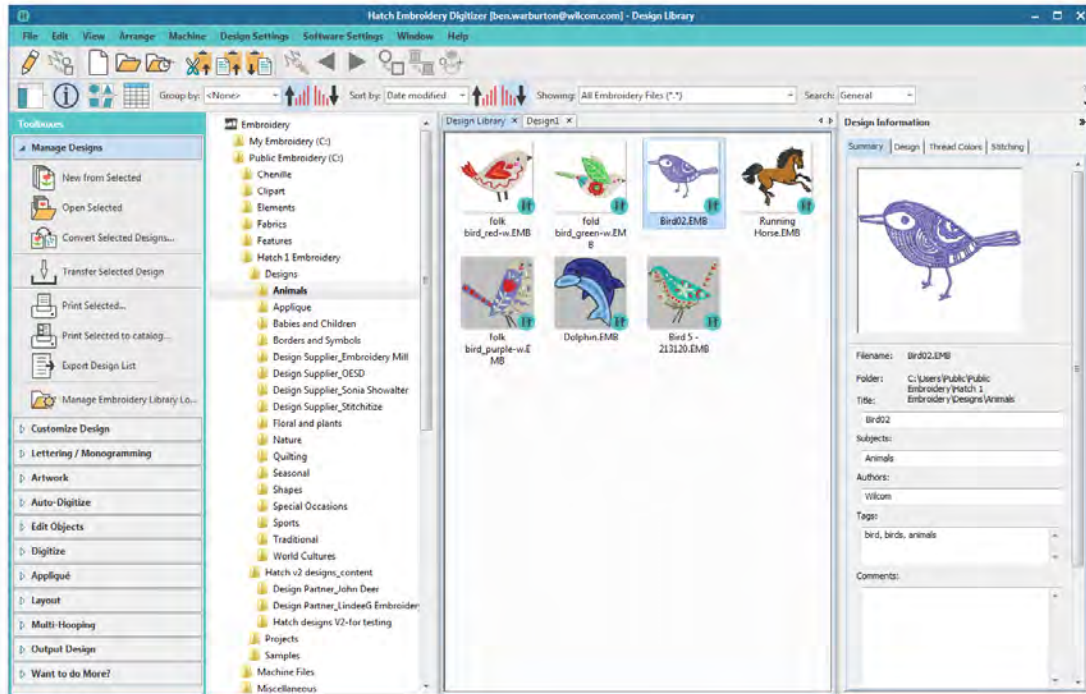 Hatch Embroidery Digitizer [ben.warburton@wilcom.com] - Design Library
File Edit View Arrange Machine Design Settings Software Settings Window Help
Group by: <None> Sort by: Date modified Showing: All Embroidery Files (*.*) Search: General
Toolboxes
Manage Designs
New from Selected
Open Selected
Convert Selected Designs...
Transfer Selected Design
Print Selected...
Print Selected to catalog...
Export Design List
Manage Embroidery Library Lo...
Customize Design
Lettering / Monogramming
Artwork
Auto-Digitize
Edit Objects
Digitize
Appliqué
Layout
Multi-Hooping
Output Design
Want to do More?
Embroidery
My Embroidery (C:)
Public Embroidery (C:)
Chenille
Clipart
Elements
Fabrics
Features
Hatch 1 Embroidery
Designs
Animals
Applique
Babies and Children
Borders and Symbols
Design Supplier_Embroidery Mill
Design Supplier_OESD
Design Supplier_Sonia Showalter
Design Supplier_Stitchitize
Floral and plants
Nature
Quilting
Seasonal
Shapes
Special Occasions
Sports
Traditional
World Cultures
Hatch v2 designs_content
Design Partner_John Deer
Design Partner_LindeeG Embroider
Hatch designs V2-for testing
Projects
Samples
Machine Files
Miscellaneous
Design Library × Design1 ×
folk
bird_red-w.EMB
fold
bird_green-w.EM
B
Bird02.EMB
Running
Horse.EMB
folk
bird_purple-w.E
MB
Dolphin.EMB
Bird 5 -
213120.EMB
Design Information
Summary Design Thread Colors Stitching
Filename: Bird02.EMB
Folder: C:\Users\Public\Public
Embroidery\Hatch 1
Title: Embroidery\Designs\Animals
Bird02
Subjects:
Animals
Authors:
Wilcom
Tags:
bird, birds, animals
Comments: